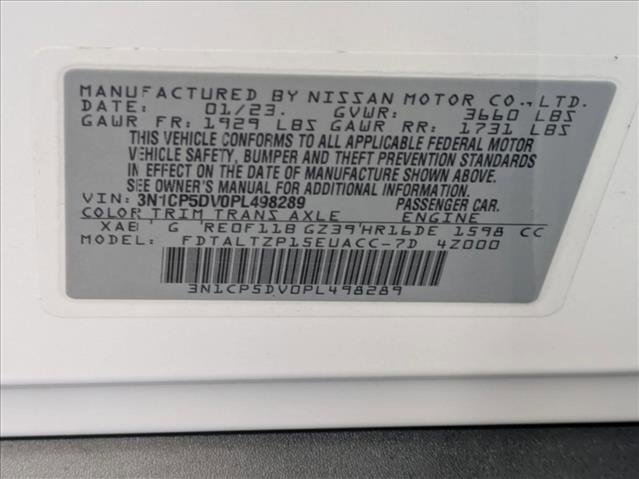 MANUFACTURED BY NISSAN MOTOR CO.,LTD.
DATE: 01/23. GVWR: 3660 LBS
GAWR FR: 1929 LBS GAWR RR: 1731 LBS
THIS VEHICLE CONFORMS TO ALL APPLICABLE FEDERAL MOTOR
VEHICLE SAFETY, BUMPER AND THEFT PREVENTION STANDARDS
IN EFFECT ON THE DATE OF MANUFACTURE SHOWN ABOVE.
SEE OWNER'S MANUAL FOR ADDITIONAL INFORMATION.
VIN: 3N1CP5DV0PL498289 PASSENGER CAR.
COLOR TRIM TRANS AXLE ENGINE
XAB G RE0F11B GZ39 HR16DE 1598 CC
MODEL: FDTALTZP15EUACC-7D 4Z000
3N1CP5DV0PL498289